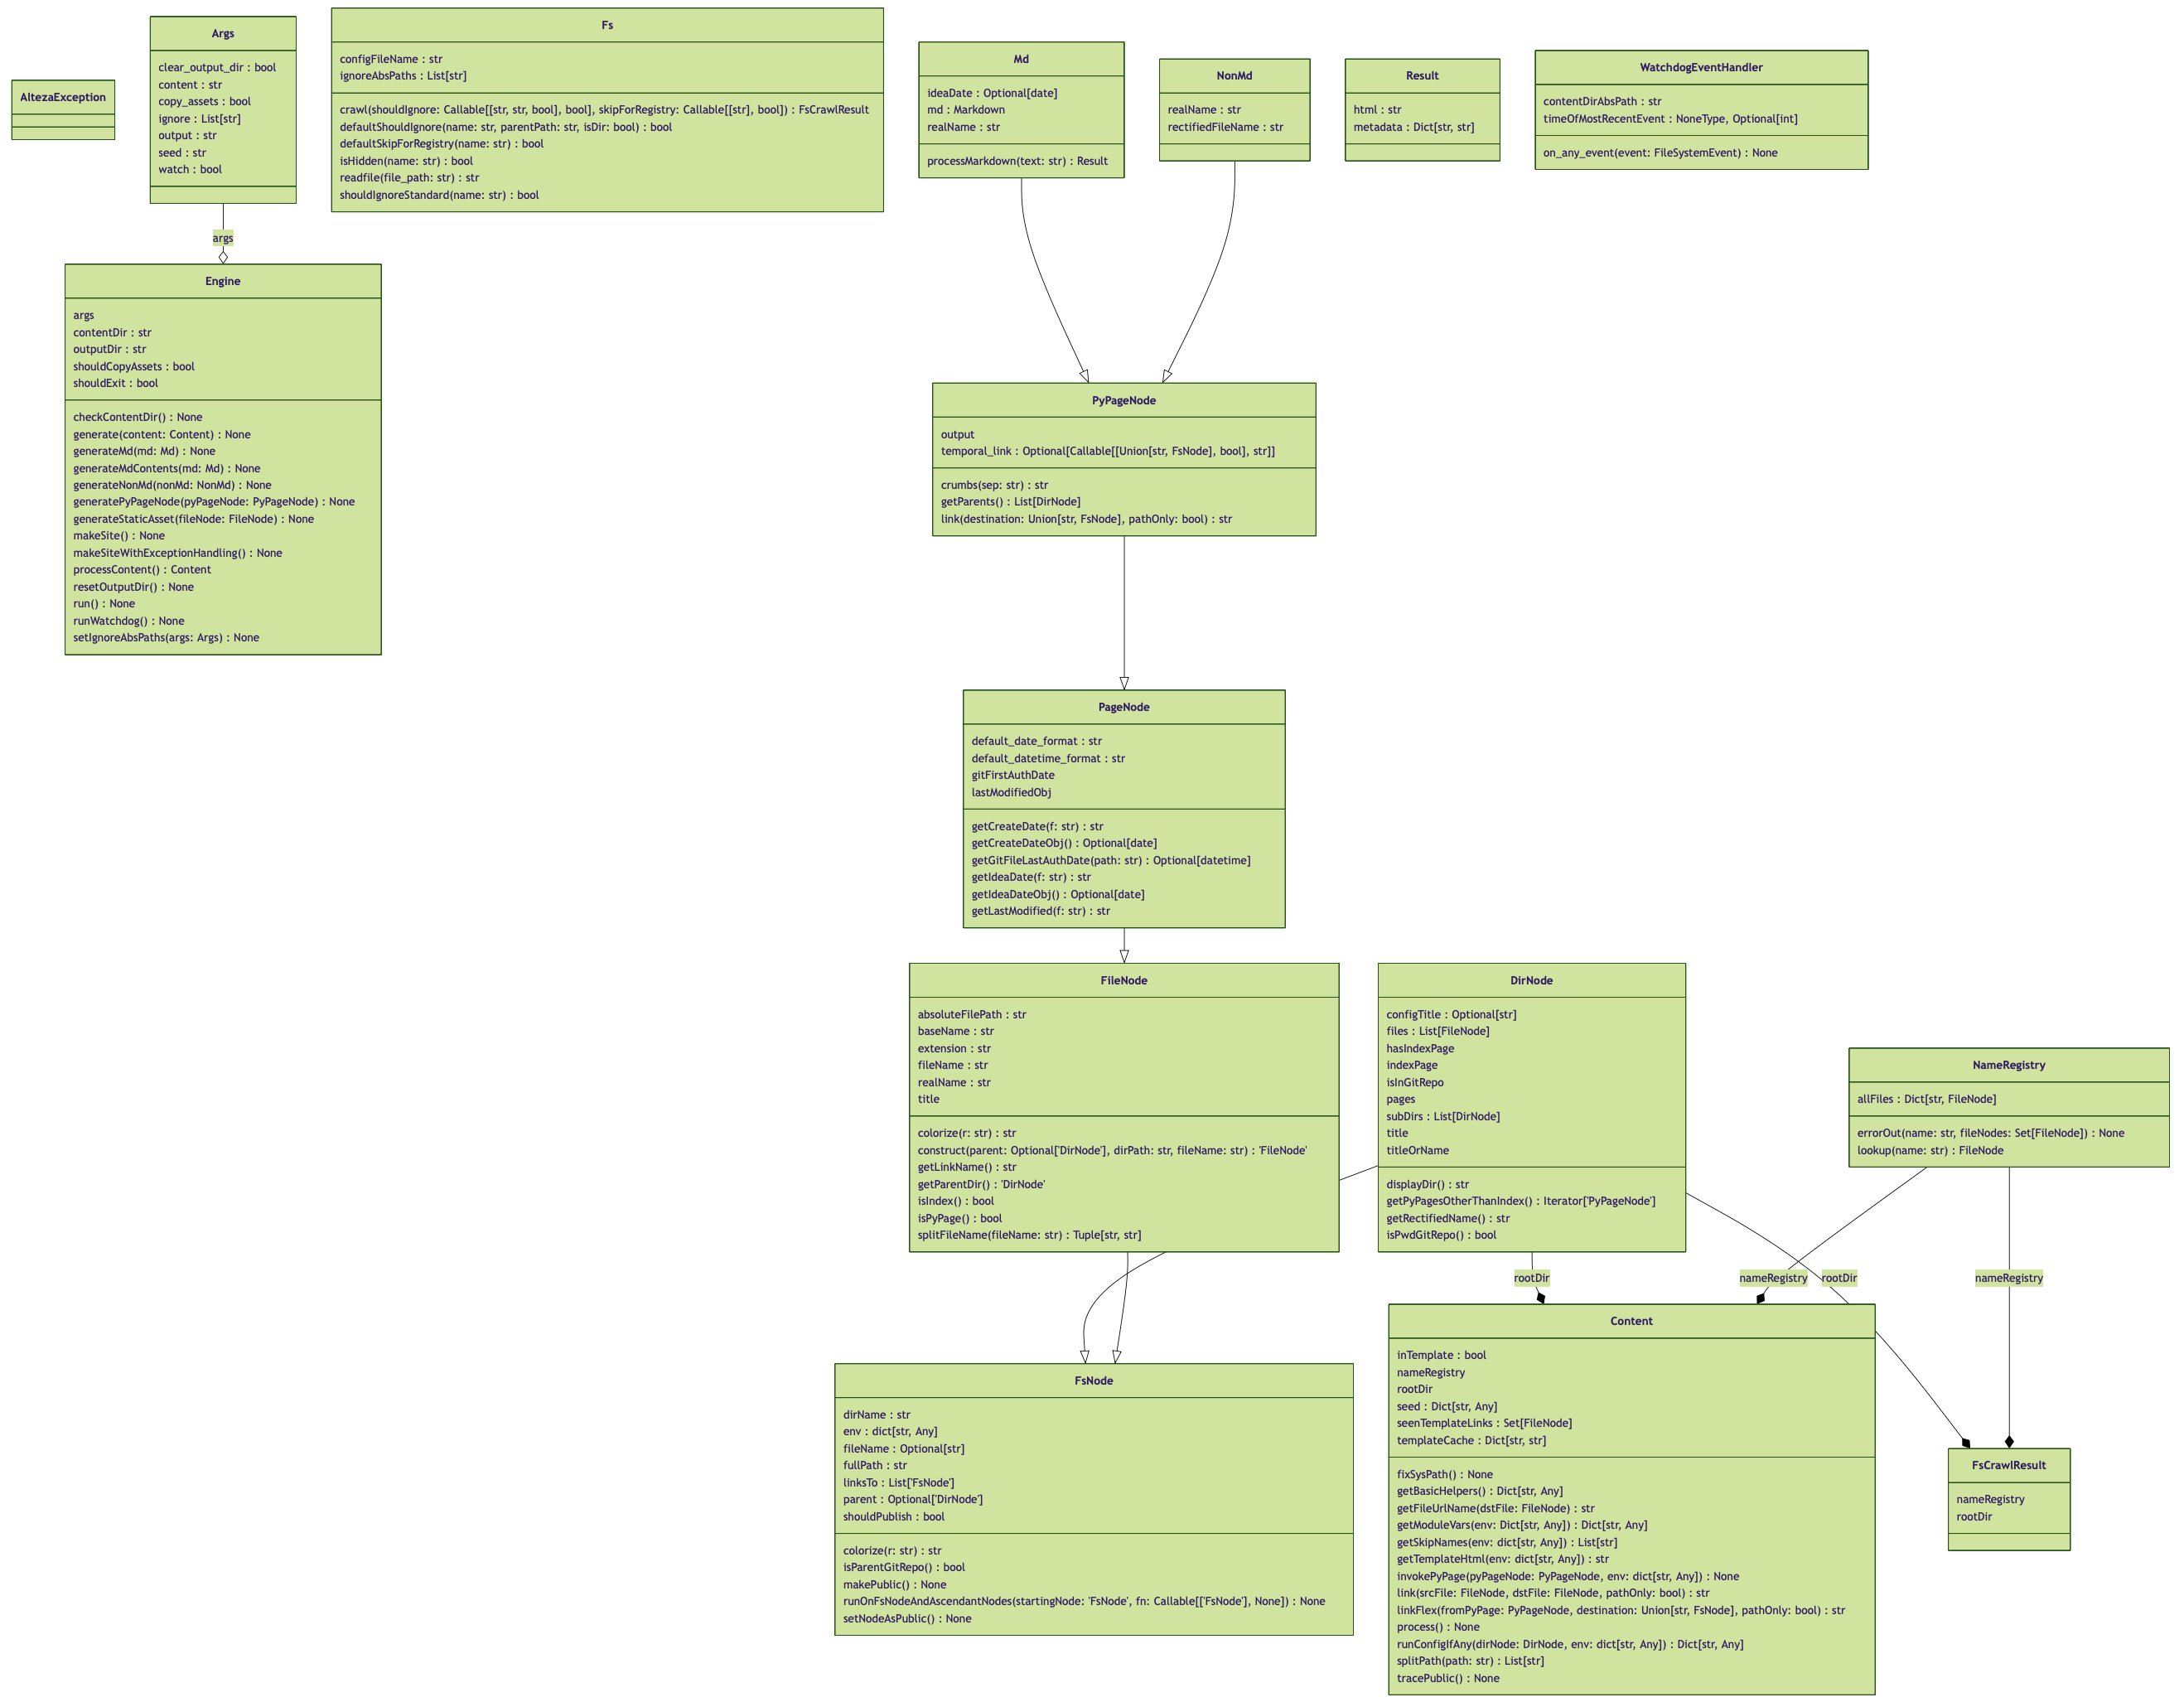 AltezaException
Args
clear_output_dir : bool
content : str
copy_assets : bool
ignore : List[str]
output : str
seed : str
watch : bool
args
Engine
args
contentDir : str
outputDir : str
shouldCopyAssets : bool
shouldExit : bool
checkContentDir() : None
generate(content: Content) : None
generateMd(md: Md) : None
generateMdContents(md: Md) : None
generateNonMd(nonMd: NonMd) : None
generatePyPageNode(pyPageNode: PyPageNode) : None
generateStaticAsset(fileNode: FileNode) : None
makeSite() : None
makeSiteWithExceptionHandling() : None
processContent() : Content
resetOutputDir() : None
run() : None
runWatchdog() : None
setIgnoreAbsPaths(args: Args) : None
Fs
configFileName : str
ignoreAbsPaths : List[str]
crawl(shouldIgnore: Callable[[str, str, bool], bool], skipForRegistry: Callable[[str], bool]) : FsCrawlResult
defaultShouldIgnore(name: str, parentPath: str, isDir: bool) : bool
defaultSkipForRegistry(name: str) : bool
isHidden(name: str) : bool
readfile(file_path: str) : str
shouldIgnoreStandard(name: str) : bool
Md
ideaDate : Optional[date]
md : Markdown
realName : str
processMarkdown(text: str) : Result
NonMd
realName : str
rectifiedFileName : str
Result
html : str
metadata : Dict[str, str]
WatchdogEventHandler
contentDirAbsPath : str
timeOfMostRecentEvent : NoneType, Optional[int]
on_any_event(event: FileSystemEvent) : None
PyPageNode
output
temporal_link : Optional[Callable[[Union[str, FsNode], bool], str]]
crumbs(sep: str) : str
getParents() : List[DirNode]
link(destination: Union[str, FsNode], pathOnly: bool) : str
PageNode
default_date_format : str
default_datetime_format : str
gitFirstAuthDate
lastModifiedObj
getCreateDate(f: str) : str
getCreateDateObj() : Optional[date]
getGitFileLastAuthDate(path: str) : Optional[datetime]
getIdeaDate(f: str) : str
getIdeaDateObj() : Optional[date]
getLastModified(f: str) : str
FileNode
absoluteFilePath : str
baseName : str
extension : str
fileName : str
realName : str
title
colorize(r: str) : str
construct(parent: Optional['DirNode'], dirPath: str, fileName: str) : 'FileNode'
getLinkName() : str
getParentDir() : 'DirNode'
isIndex() : bool
isPyPage() : bool
splitFileName(fileName: str) : Tuple[str, str]
DirNode
configTitle : Optional[str]
files : List[FileNode]
hasIndexPage
indexPage
isInGitRepo
pages
subDirs : List[DirNode]
title
titleOrName
displayDir() : str
getPyPagesOtherThanIndex() : Iterator['PyPageNode']
getRectifiedName() : str
isPwdGitRepo() : bool
NameRegistry
allFiles : Dict[str, FileNode]
errorOut(name: str, fileNodes: Set[FileNode]) : None
lookup(name: str) : FileNode
rootDir
nameRegistry
rootDir
nameRegistry
FsNode
dirName : str
env : dict[str, Any]
fileName : Optional[str]
fullPath : str
linksTo : List['FsNode']
parent : Optional['DirNode']
shouldPublish : bool
colorize(r: str) : str
isParentGitRepo() : bool
makePublic() : None
runOnFsNodeAndAscendantNodes(startingNode: 'FsNode', fn: Callable[['FsNode'], None]) : None
setNodeAsPublic() : None
Content
inTemplate : bool
nameRegistry
rootDir
seed : Dict[str, Any]
seenTemplateLinks : Set[FileNode]
templateCache : Dict[str, str]
fixSysPath() : None
getBasicHelpers() : Dict[str, Any]
getFileUrlName(dstFile: FileNode) : str
getModuleVars(env: Dict[str, Any]) : Dict[str, Any]
getSkipNames(env: dict[str, Any]) : List[str]
getTemplateHtml(env: dict[str, Any]) : str
invokePyPage(pyPageNode: PyPageNode, env: dict[str, Any]) : None
link(srcFile: FileNode, dstFile: FileNode, pathOnly: bool) : str
linkFlex(fromPyPage: PyPageNode, destination: Union[str, FsNode], pathOnly: bool) : str
process() : None
runConfigIfAny(dirNode: DirNode, env: dict[str, Any]) : Dict[str, Any]
splitPath(path: str) : List[str]
tracePublic() : None
FsCrawlResult
nameRegistry
rootDir